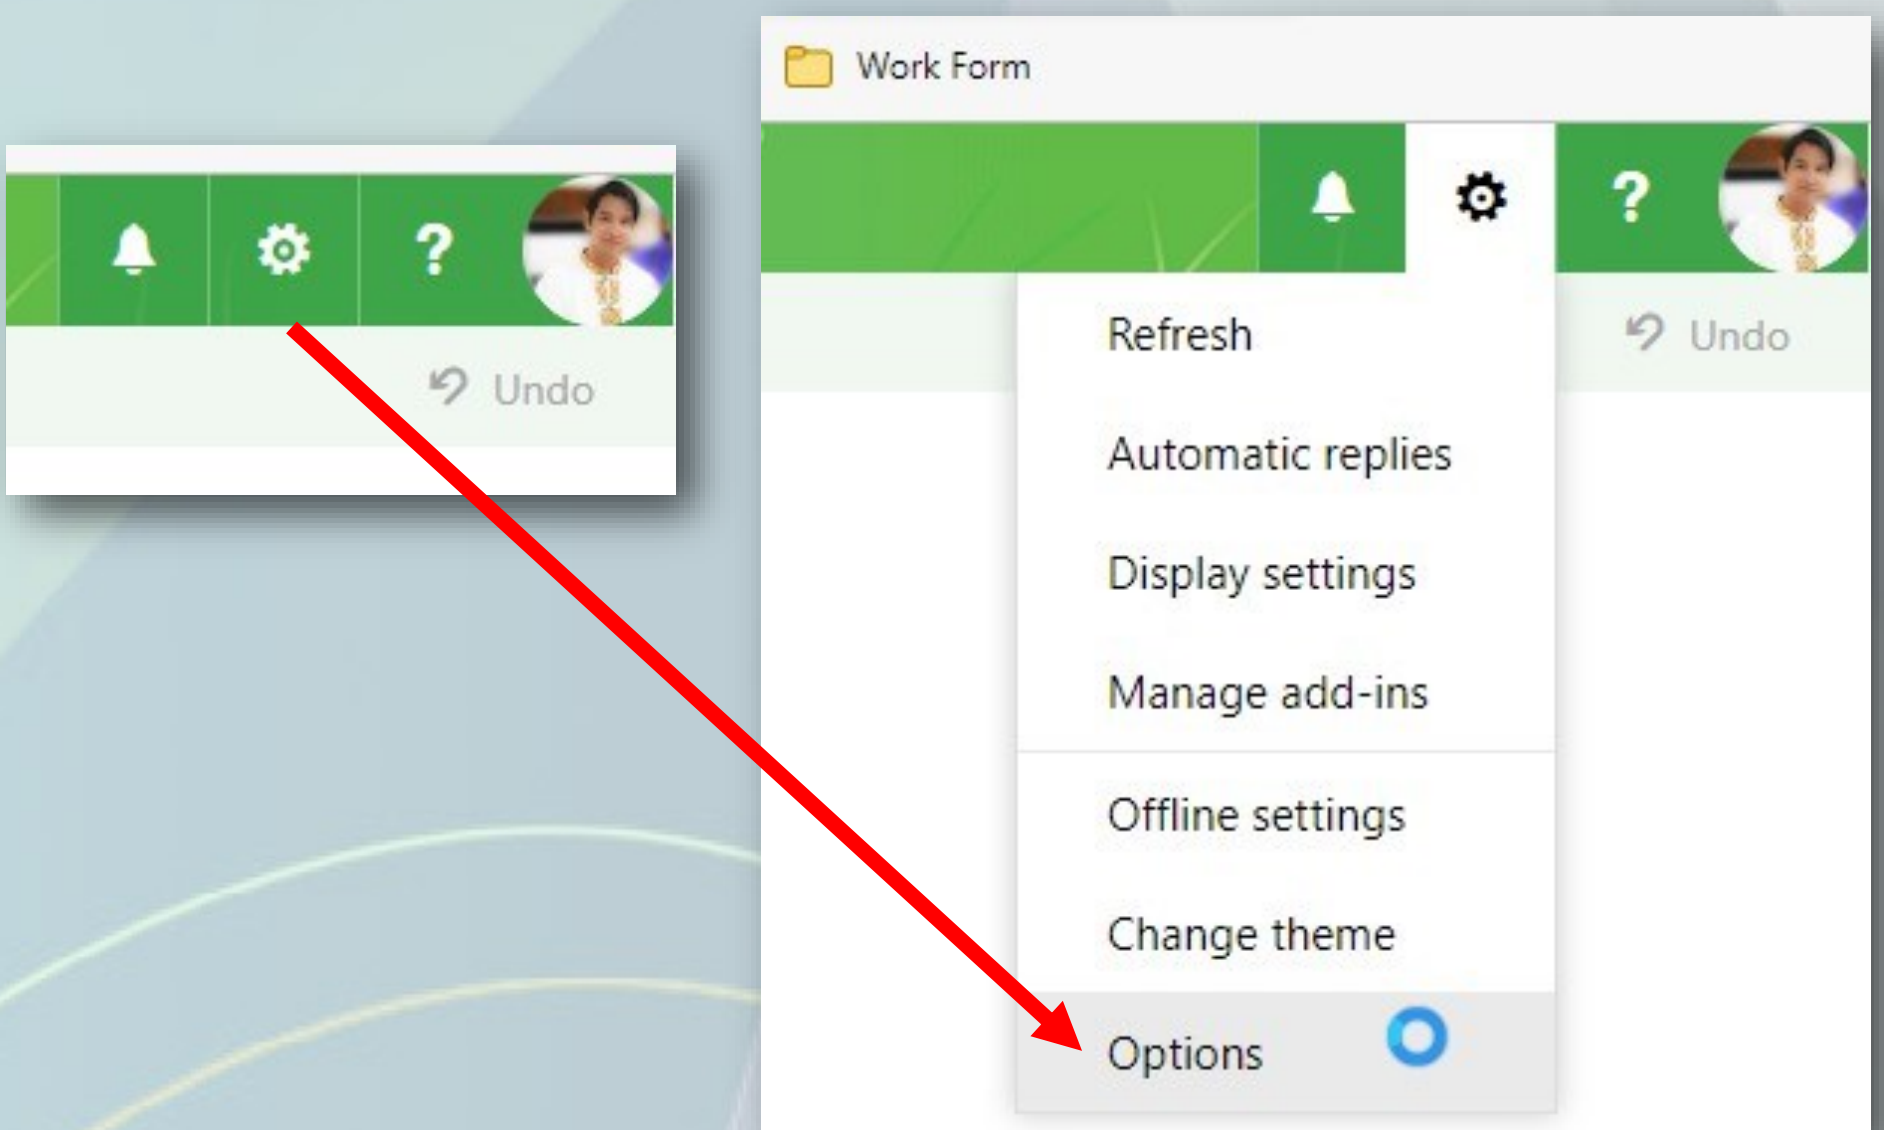 ?
Undo
Work Form
?
Undo
Refresh
Automatic replies
Display settings
Manage add-ins
Offline settings
Change theme
Options